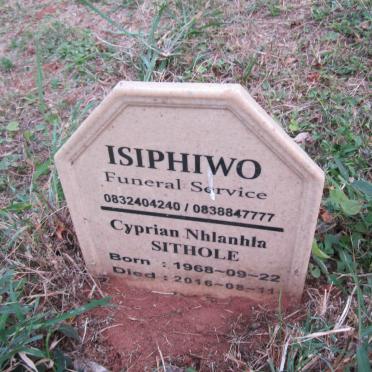 ISIPHIWO
Funeral Service
0832404240 / 0838847777
Cyprian Nhlanhla
SITHOLE
Born : 1968-09-22
Died : 2016-08-11